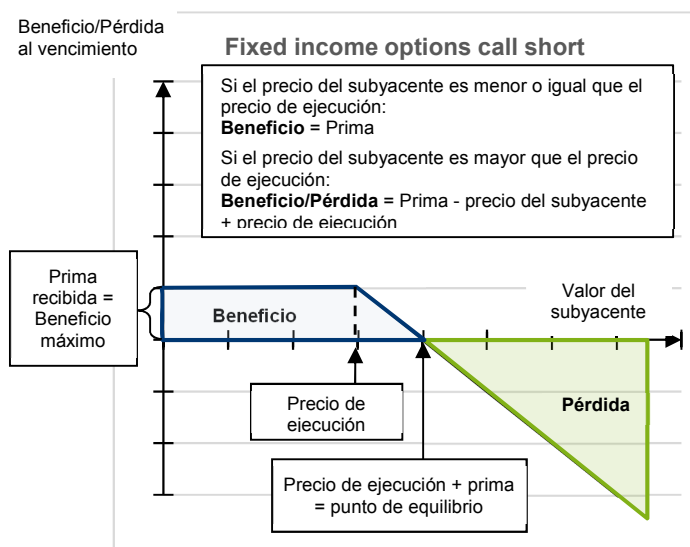 Beneficio/Pérdida
al vencimiento
Fixed income options call short
Si el precio del subyacente es menor o igual que el
precio de ejecución:
Beneficio = Prima
Si el precio del subyacente es mayor que el precio
de ejecución:
Beneficio/Pérdida = Prima - precio del subyacente
+ precio de ejecución
Prima
recibida =
Beneficio
máximo
Beneficio
Valor del
subyacente
Precio de
ejecución
Pérdida
Precio de ejecución + prima
= punto de equilibrio